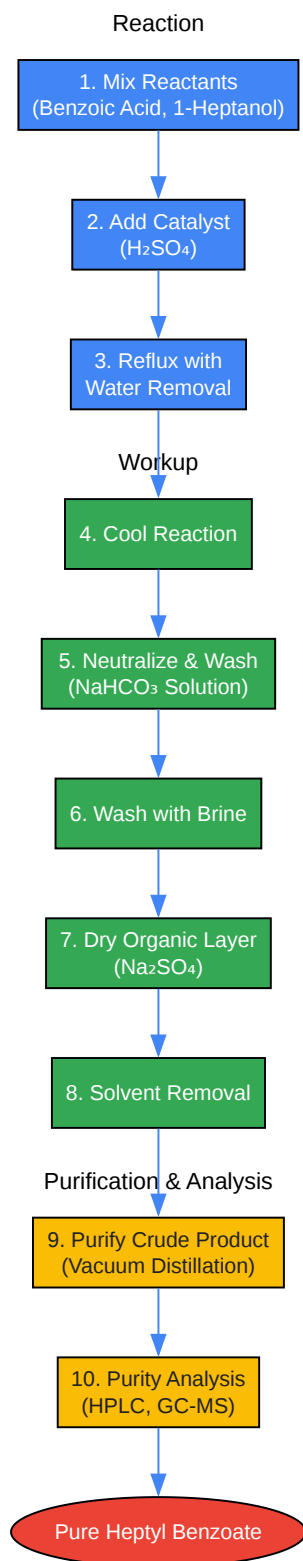 Reaction
1. Mix Reactants
(Benzoic Acid, 1-Heptanol)
2. Add Catalyst
(H₂SO₄)
3. Reflux with
Water Removal
Workup
4. Cool Reaction
5. Neutralize & Wash
(NaHCO₃ Solution)
6. Wash with Brine
7. Dry Organic Layer
(Na₂SO₄)
8. Solvent Removal
Purification & Analysis
9. Purify Crude Product
(Vacuum Distillation)
10. Purity Analysis
(HPLC, GC-MS)
Pure Heptyl Benzoate